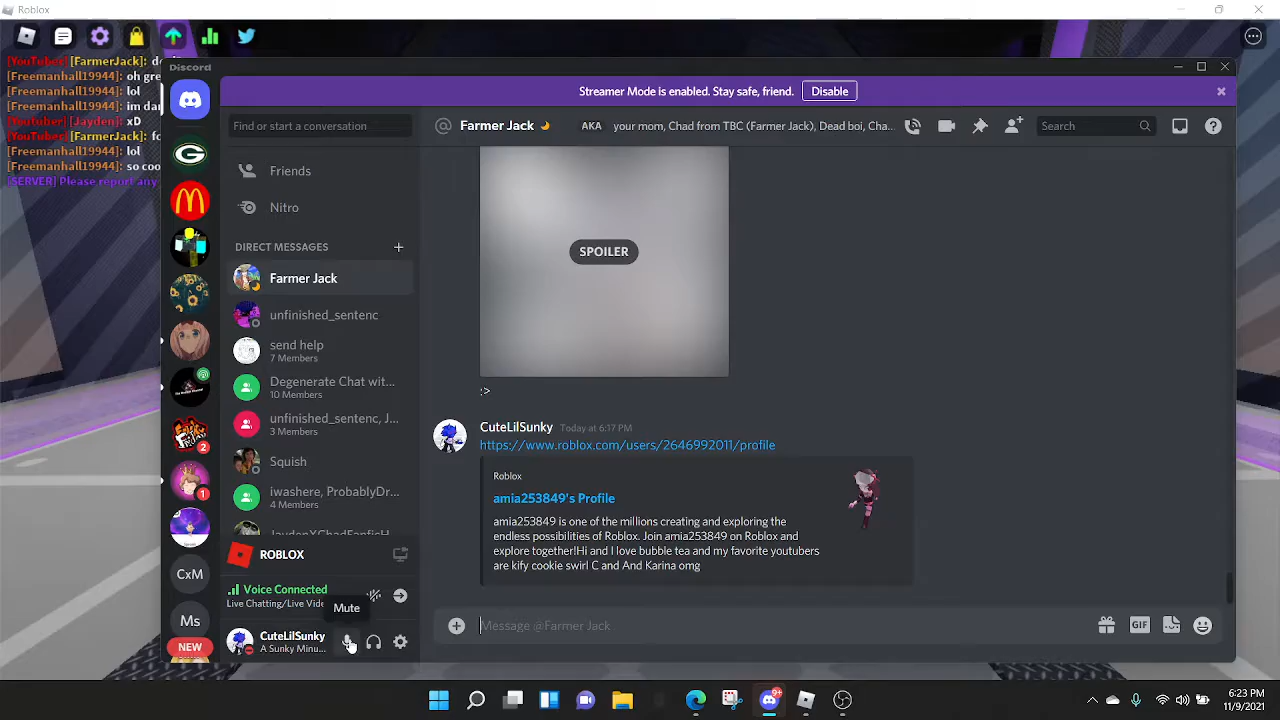 Roblox
[YouTuber] [FarmerJack]:
[Freemanhall19944]: oh gre
[Freemanhall19944]: lol
[Freemanhall19944]: im dar
[YouTuber] [Jayden]: xD
[YouTuber] [FarmerJack]: fo
[Freemanhall19944]: lol
[Freemanhall19944]: so coo
[SERVER] Please report any
Discord
Streamer Mode is enabled. Stay safe, friend.
Disable
Find or start a conversation
Farmer Jack
AKA
your mom, Chad from TBC (Farmer Jack), Dead boi, Cha...
Search
Friends
Nitro
DIRECT MESSAGES
Farmer Jack
unfinished_sentenc
send help
7 Members
Degenerate Chat wit...
10 Members
unfinished_sentenc, J...
3 Members
Squish
iwashere, ProbablyDr...
4 Members
JaydenXChadFanficH
2
1
CxM
Ms
NEW
SPOILER
:>
CuteLilSunky Today at 6:17 PM
https://www.roblox.com/users/2646992011/profile
Roblox
amia253849's Profile
amia253849 is one of the millions creating and exploring the
endless possibilities of Roblox. Join amia253849 on Roblox and
explore together!Hi and I love bubble tea and my favorite youtubers
are kify cookie swirl C and And Karina omg
ROBLOX
Voice Connected
Live Chatting/Live Vide
Mute
CuteLilSunky
A Sunky Minu...
Message @Farmer Jack
GIF
9+
6:23 PM
11/9/2021